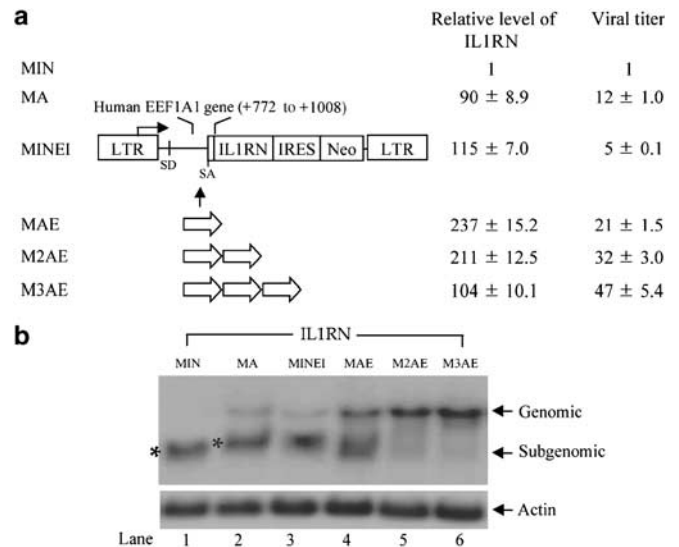 a
Relative level of IL1RN
Viral titer
MIN 1 1
MA 90 ± 8.9 12 ± 1.0
Human EEF1A1 gene (+772 to +1008)
MINEI LTR SD SA IL1RN IRES Neo LTR 115 ± 7.0 5 ± 0.1
MAE 237 ± 15.2 21 ± 1.5
M2AE 211 ± 12.5 32 ± 3.0
M3AE 104 ± 10.1 47 ± 5.4
b
IL1RN
MIN MA MINEI MAE M2AE M3AE
Genomic
* * Subgenomic
Actin
Lane 1 2 3 4 5 6